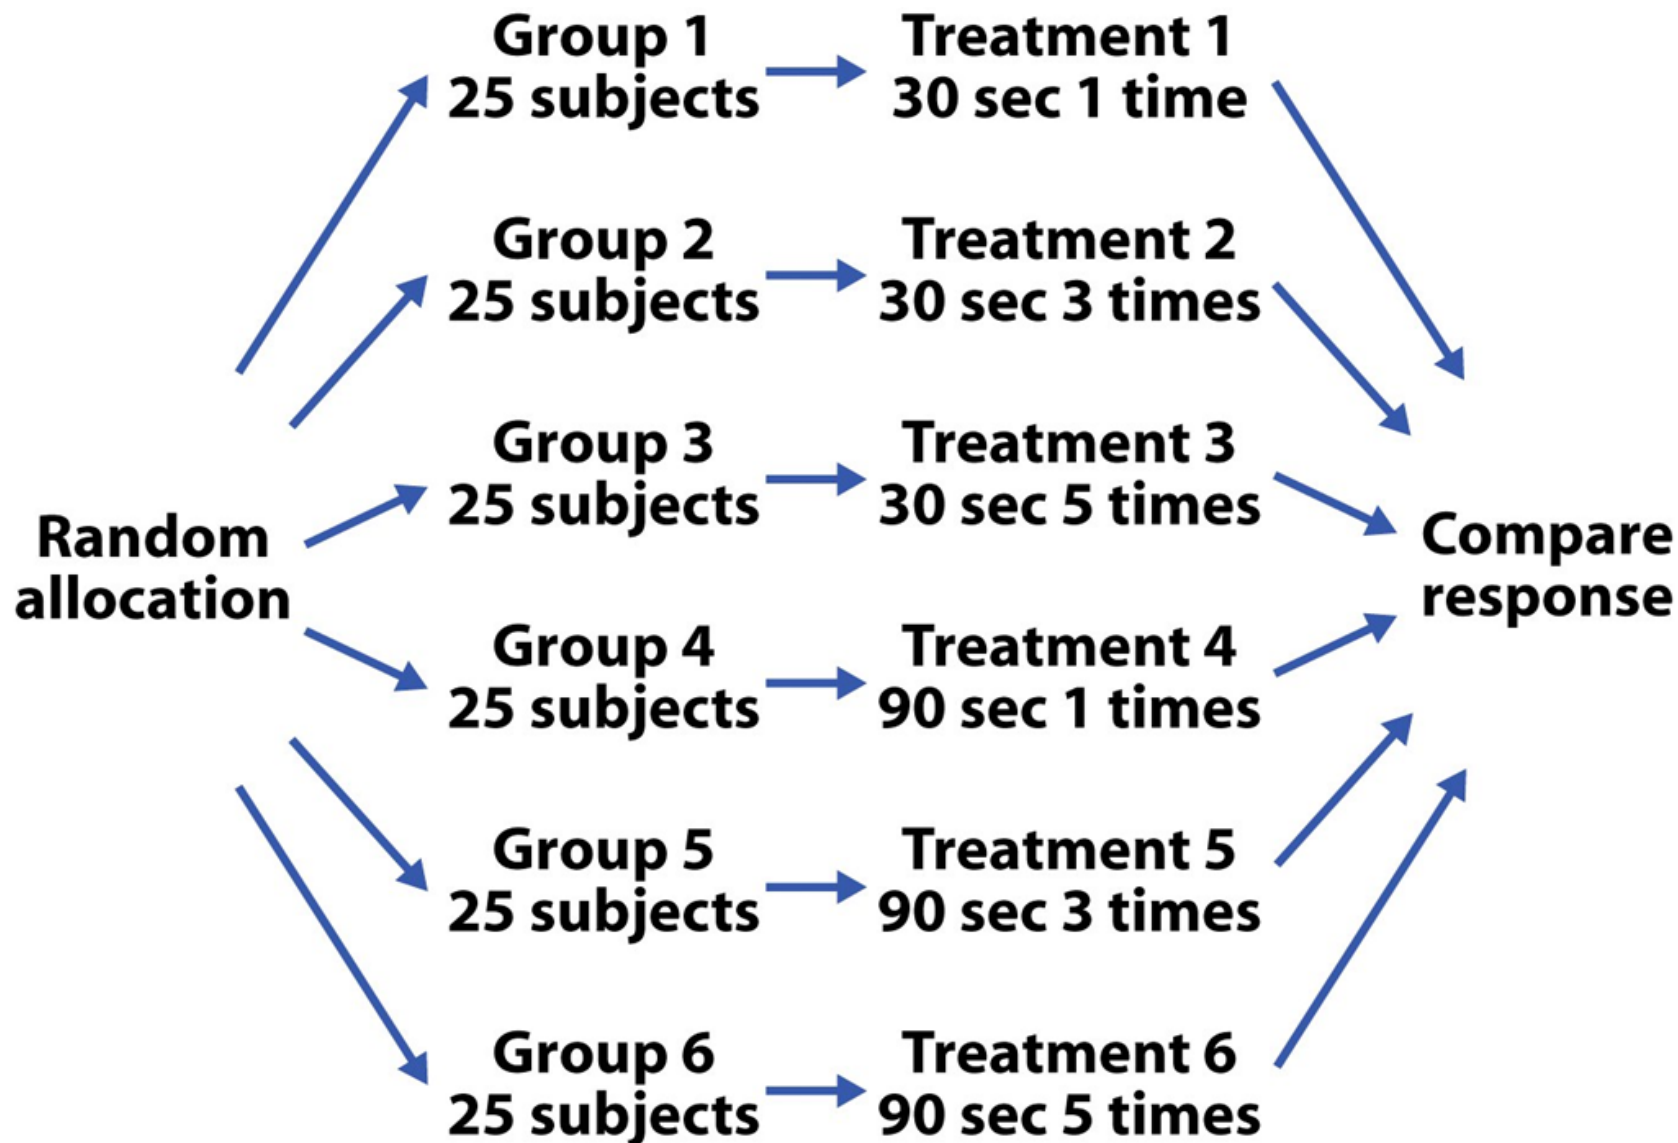 Group 1
25 subjects
Treatment 1
30 sec 1 time
Group 2
25 subjects
Treatment 2
30 sec 3 times
Group 3
25 subjects
Treatment 3
30 sec 5 times
Random
allocation
Compare
response
Group 4
25 subjects
Treatment 4
90 sec 1 times
Group 5
25 subjects
Treatment 5
90 sec 3 times
Group 6
25 subjects
Treatment 6
90 sec 5 times